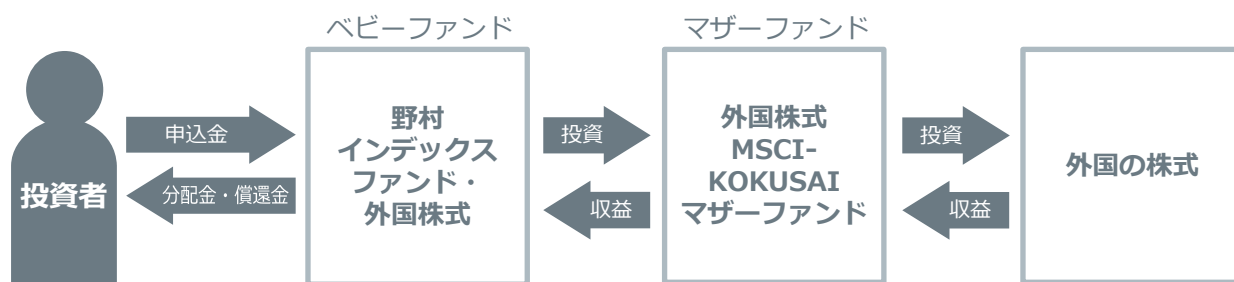 ベビーファンド
マザーファンド
投資者
申込金
分配金・償還金
野村
インデックス
ファンド・
外国株式
投資
収益
外国株式
MSCI-
KOKUSAI
マザーファンド
投資
収益
外国の株式